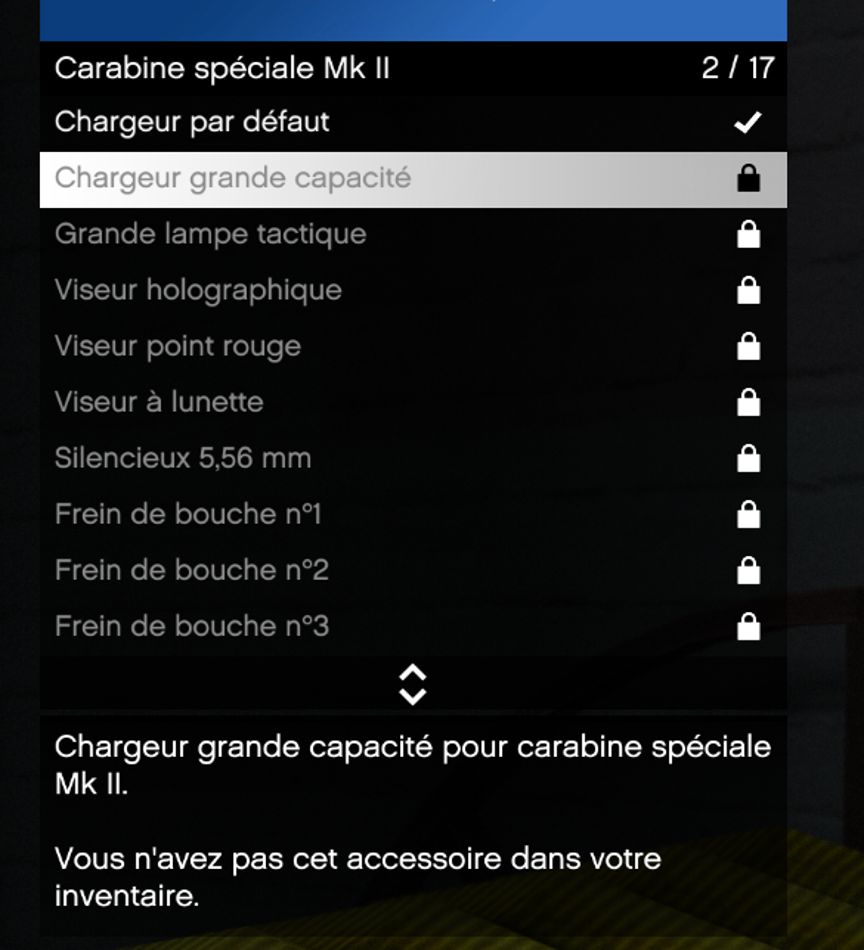 Carabine spéciale Mk II 2 / 17
Chargeur par défaut
Chargeur grande capacité
Grande lampe tactique
Viseur holographique
Viseur point rouge
Viseur à lunette
Silencieux 5,56 mm
Frein de bouche n°1
Frein de bouche n°2
Frein de bouche n°3
Chargeur grande capacité pour carabine spéciale
Mk II.
Vous n'avez pas cet accessoire dans votre
inventaire.